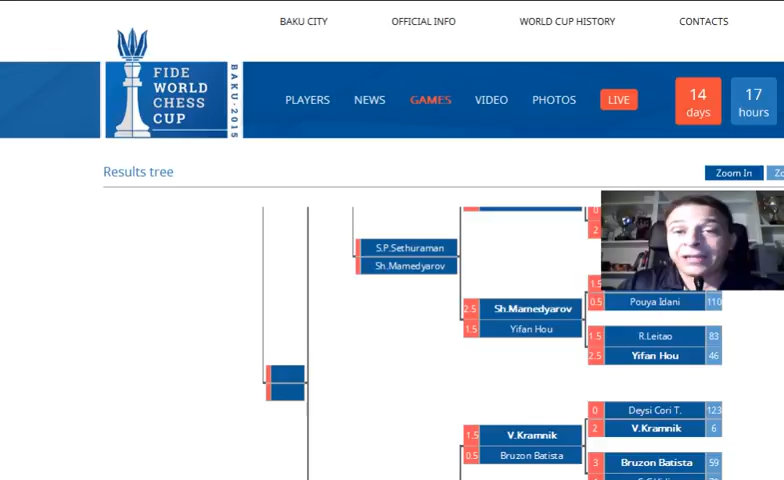 BAKU CITY
OFFICIAL INFO
WORLD CUP HISTORY
CONTACTS
FIDE
WORLD
CHESS
CUP
BAKU·2015
PLAYERS
NEWS
GAMES
VIDEO
PHOTOS
LIVE
14
days
17
hours
Results tree
Zoom In
0
2
S.P.Sethuraman
Sh.Mamedyarov
1.5
2.5 Sh.Mamedyarov
0.5 Pouya Idani 110
1.5 Yifan Hou
1.5 R.Leitao 83
2.5 Yifan Hou 46
0 Deysi Cori T. 123
2 V.Kramnik 6
1.5 V.Kramnik
0.5 Bruzon Batista
3 Bruzon Batista 59